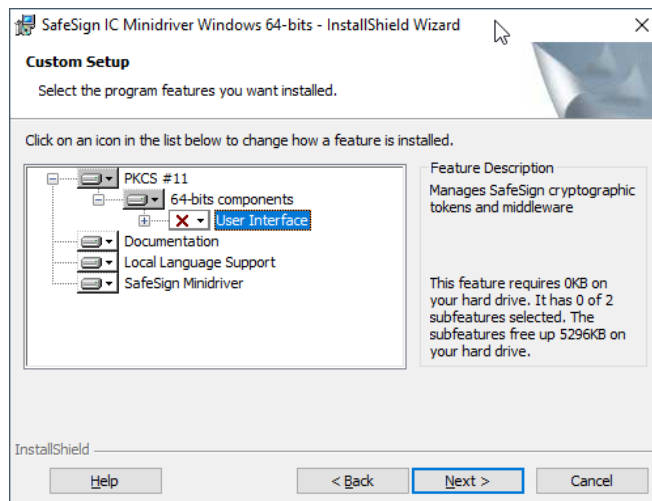 SafeSign IC Minidriver Windows 64-bits - InstallShield Wizard
Custom Setup
Select the program features you want installed.
Click on an icon in the list below to change how a feature is installed.
PKCS #11
64-bits components
User Interface
Documentation
Local Language Support
SafeSign Minidriver
Feature Description
Manages SafeSign cryptographic
tokens and middleware
This feature requires 0KB on
your hard drive. It has 0 of 2
subfeatures selected. The
subfeatures free up 5296KB on
your hard drive.
InstallShield
Help
< Back
Next >
Cancel